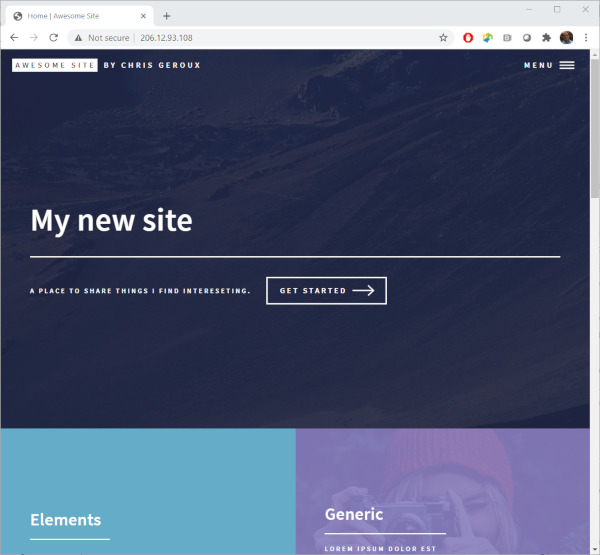 Home | Awesome Site
Not secure | 206.12.93.108
AWESOME SITE BY CHRIS GEROUX
MENU
My new site
A PLACE TO SHARE THINGS I FIND INTERESETING.
GET STARTED
Elements
Generic
LOREM IPSUM DOLOR EST